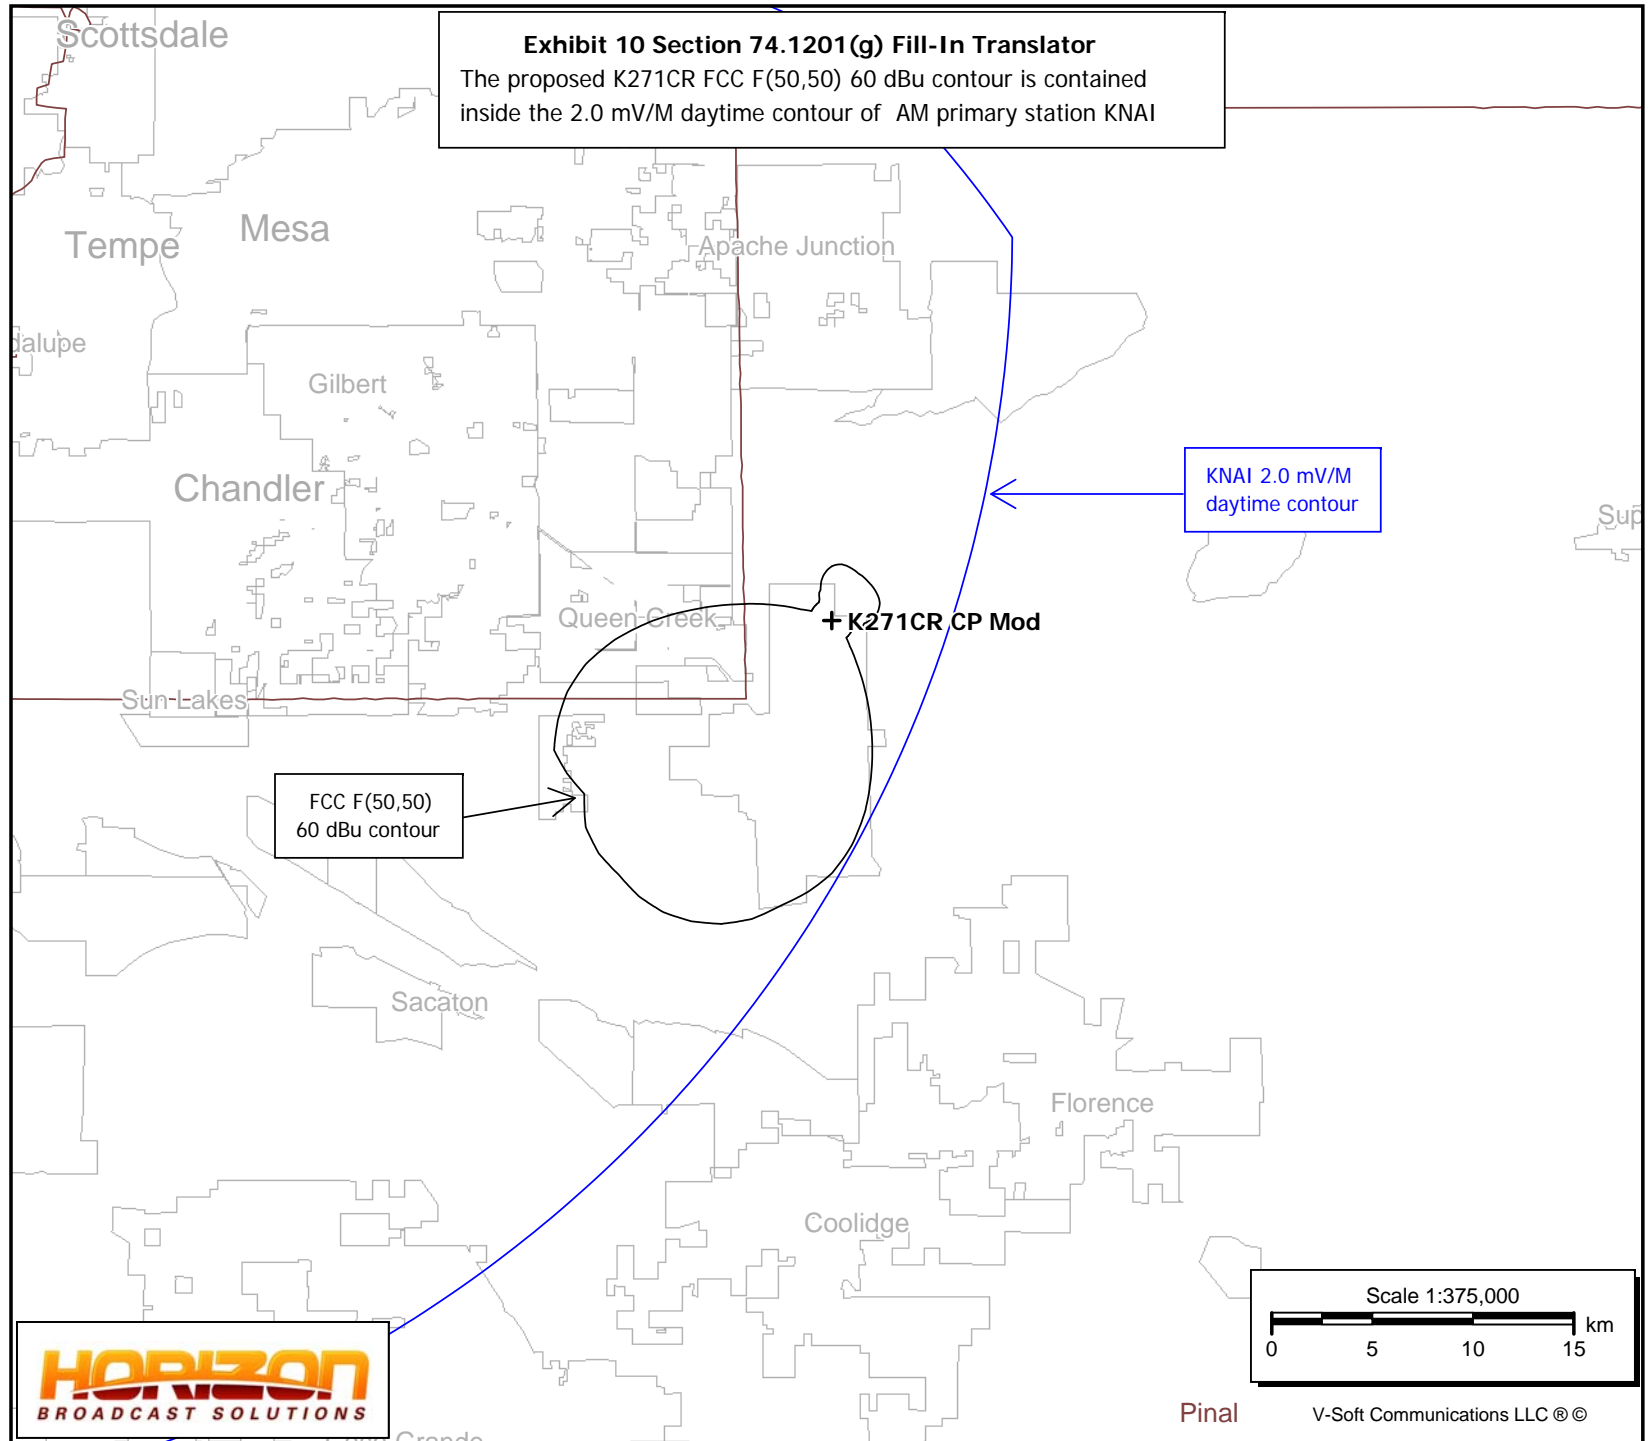 Exhibit 10 Section 74.1201(g) Fill-In Translator
The proposed K271CR FCC F(50,50) 60 dBu contour is contained
inside the 2.0 mV/M daytime contour of AM primary station KNAI
Scottsdale
Mesa
Tempe
Apache Junction
dalupe
Gilbert
Chandler
KNAI 2.0 mV/M
daytime contour
Sup
Queen Creek
K271CR CP Mod
Sun Lakes
FCC F(50,50)
60 dBu contour
Sacaton
Florence
Coolidge
Scale 1:375,000
km
0 5 10 15
HORIZON
BROADCAST SOLUTIONS
Pinal
V-Soft Communications LLC ® ©
Grande